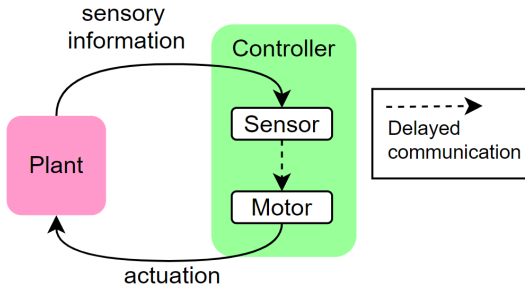 sensory
information
Controller
Sensor
Delayed
communication
Plant
Motor
actuation